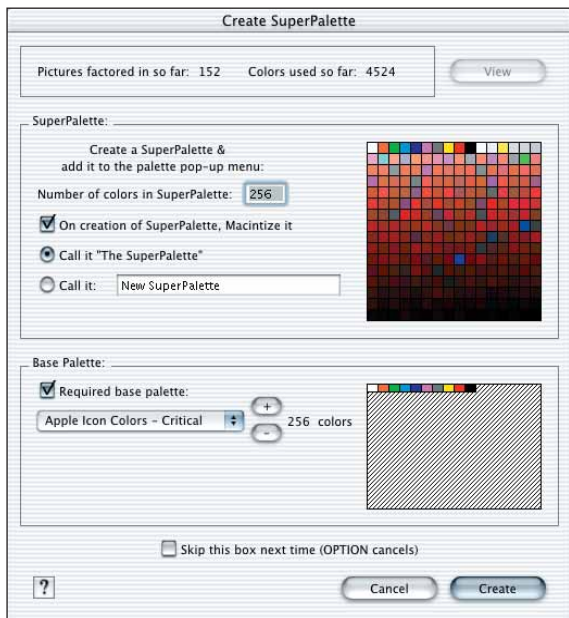 Create SuperPalette
Pictures factored in so far: 152 Colors used so far: 4524
View
SuperPalette:
Create a SuperPalette &
add it to the palette pop-up menu:
Number of colors in SuperPalette: 256
On creation of SuperPalette, Macintize it
Call it "The SuperPalette"
Call it: New SuperPalette
Base Palette:
Required base palette:
Apple Icon Colors – Critical
+
-
256 colors
Skip this box next time (OPTION cancels)
?
Cancel
Create